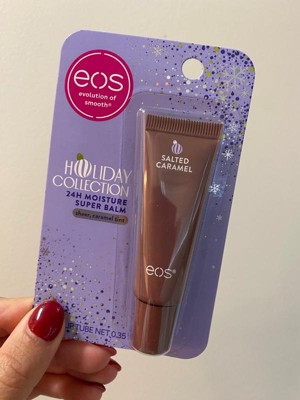 eos
evolution of
smooth®
HOLIDAY
COLLECTION
24H MOISTURE
SUPER BALM
sheer, caramel tint
SALTED
CARAMEL
eos®
TUBE NET 0.35